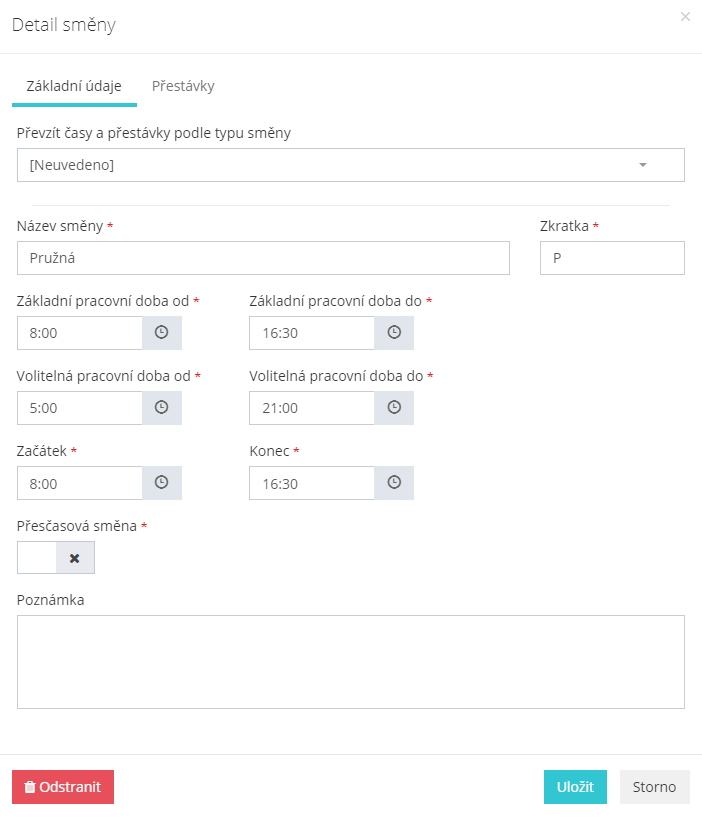 Detail směny
×
Základní údaje Přestávky
Převzít časy a přestávky podle typu směny
[Neuvedeno]
Název směny * Zkratka *
Pružná P
Základní pracovní doba od * Základní pracovní doba do *
8:00 16:30
Volitelná pracovní doba od * Volitelná pracovní doba do *
5:00 21:00
Začátek * Konec *
8:00 16:30
Přesčasová směna *
Poznámka
Odstranit Uložit Storno